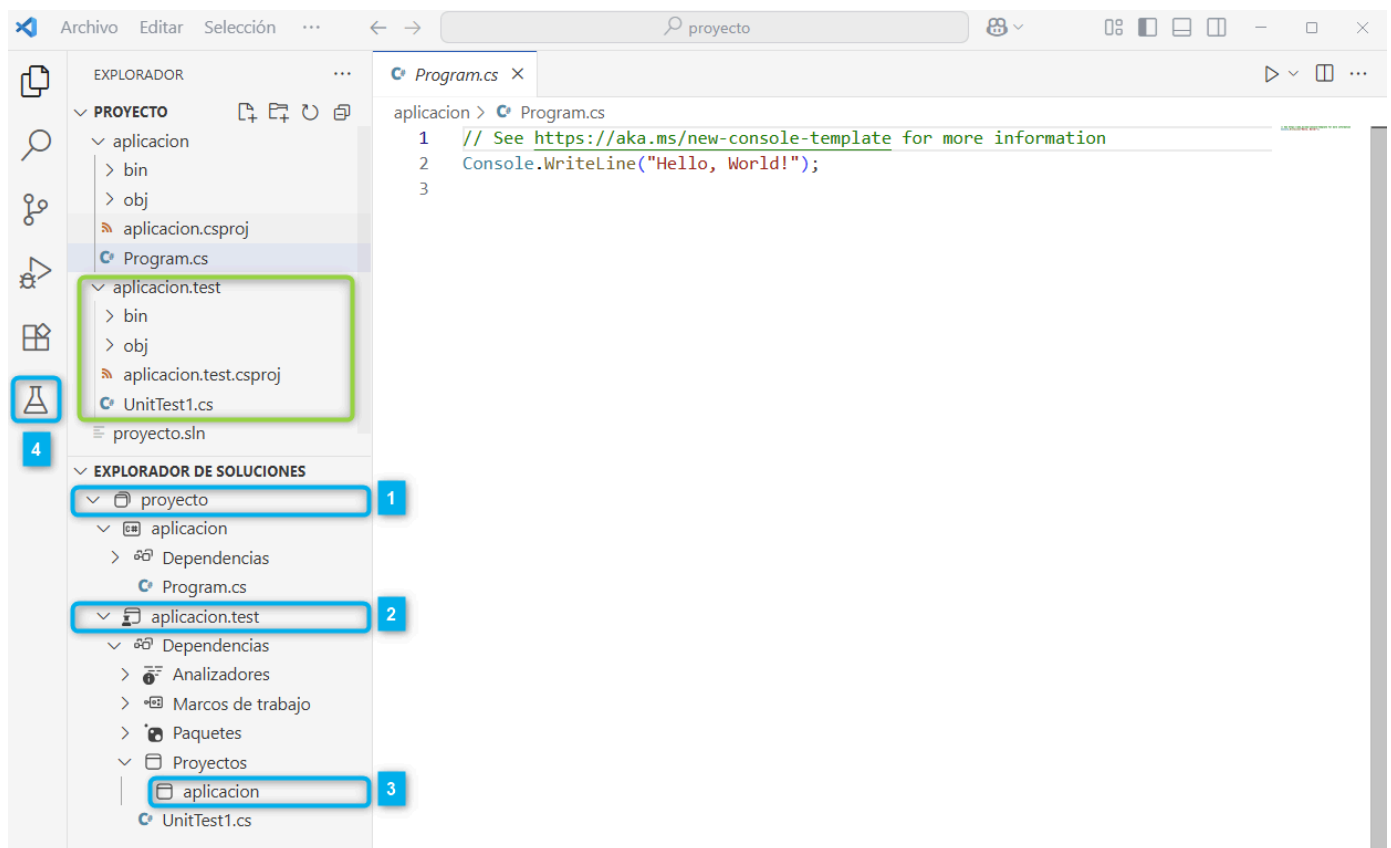 Archivo Editar Selección ··· proyecto
EXPLORADOR ···
PROYECTO
aplicacion
bin
obj
aplicacion.csproj
Program.cs
aplicacion.test
bin
obj
aplicacion.test.csproj
UnitTest1.cs
proyecto.sln
4
EXPLORADOR DE SOLUCIONES
proyecto
1
aplicacion
Dependencias
Program.cs
aplicacion.test
2
Dependencias
Analizadores
Marcos de trabajo
Paquetes
Proyectos
aplicacion
3
UnitTest1.cs
Program.cs
aplicacion > Program.cs
1 // See https://aka.ms/new-console-template for more information
2 Console.WriteLine("Hello, World!");
3